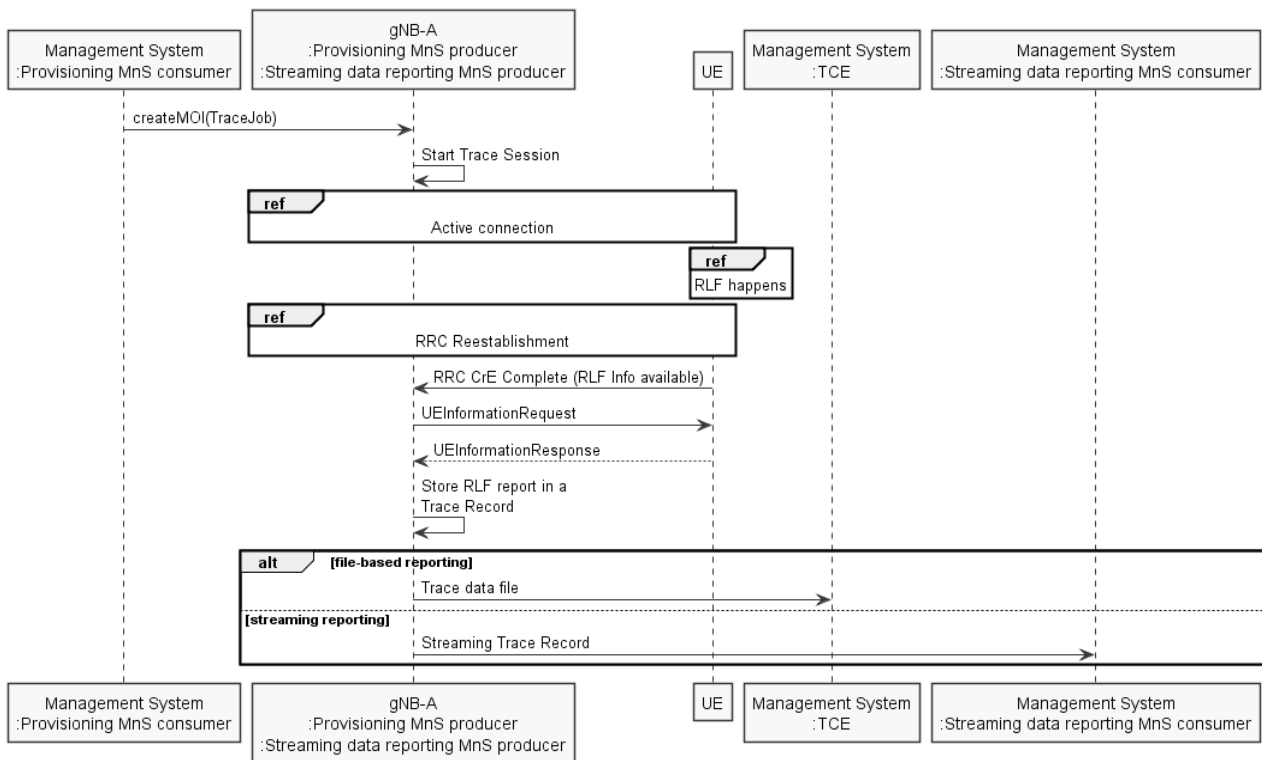 Management System
:Provisioning MnS consumer
gNB-A
:Provisioning MnS producer
:Streaming data reporting MnS producer
UE
Management System
:TCE
Management System
:Streaming data reporting MnS consumer
createMOI(TraceJob)
Start Trace Session
ref
Active connection
ref
RLF happens
ref
RRC Reestablishment
RRC CrE Complete (RLF Info available)
UEInformationRequest
UEInformationResponse
Store RLF report in a
Trace Record
alt
[file-based reporting]
Trace data file
[streaming reporting]
Streaming Trace Record
Management System
:Provisioning MnS consumer
gNB-A
:Provisioning MnS producer
:Streaming data reporting MnS producer
UE
Management System
:TCE
Management System
:Streaming data reporting MnS consumer